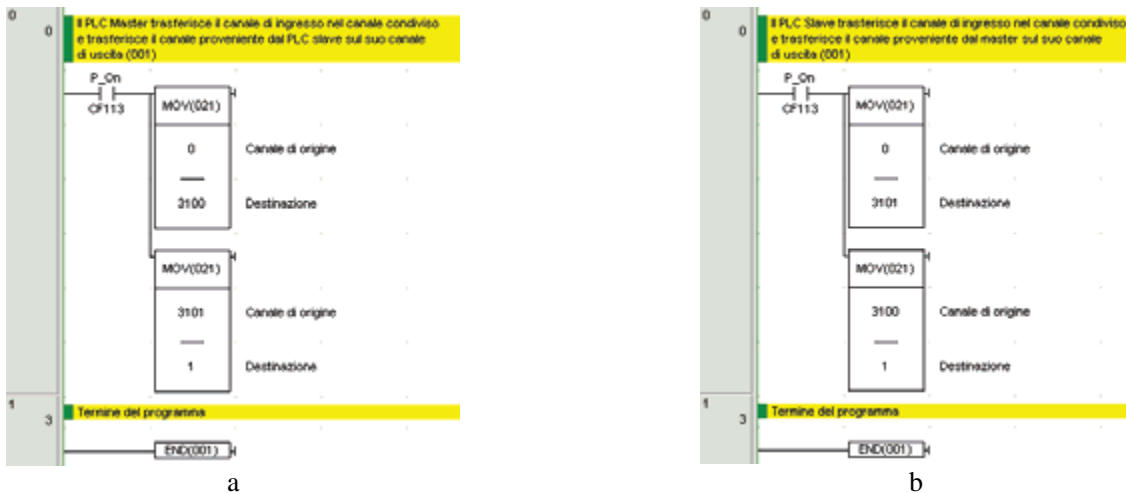 0
0
Il PLC Master trasferisce il canale di ingresso nel canale condiviso
e trasferisce il canale proveniente dal PLC slave sul suo canale
di uscita (001)
P_On
CF113
MOV(021)
0
Canale di origine
3100
Destinazione
MOV(021)
3101
Canale di origine
1
Destinazione
1
3
Termine del programma
END(001)
a
0
0
Il PLC Slave trasferisce il canale di ingresso nel canale condiviso
e trasferisce il canale proveniente dal master sul suo canale
di uscita (001)
P_On
CF113
MOV(021)
0
Canale di origine
3101
Destinazione
MOV(021)
3100
Canale di origine
1
Destinazione
1
3
Termine del programma
END(001)
b